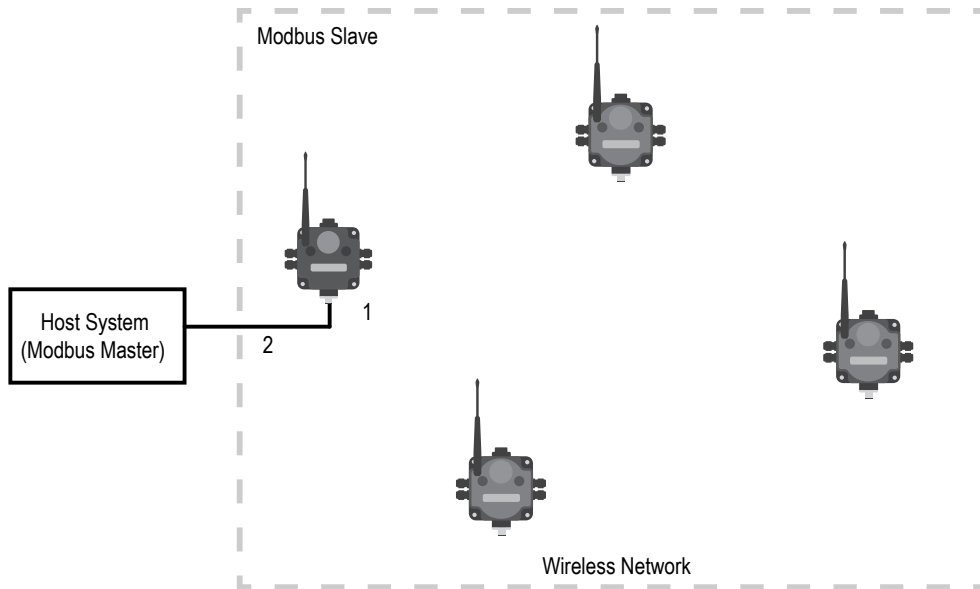 Modbus Slave
1
Host System
(Modbus Master)
2
Wireless Network